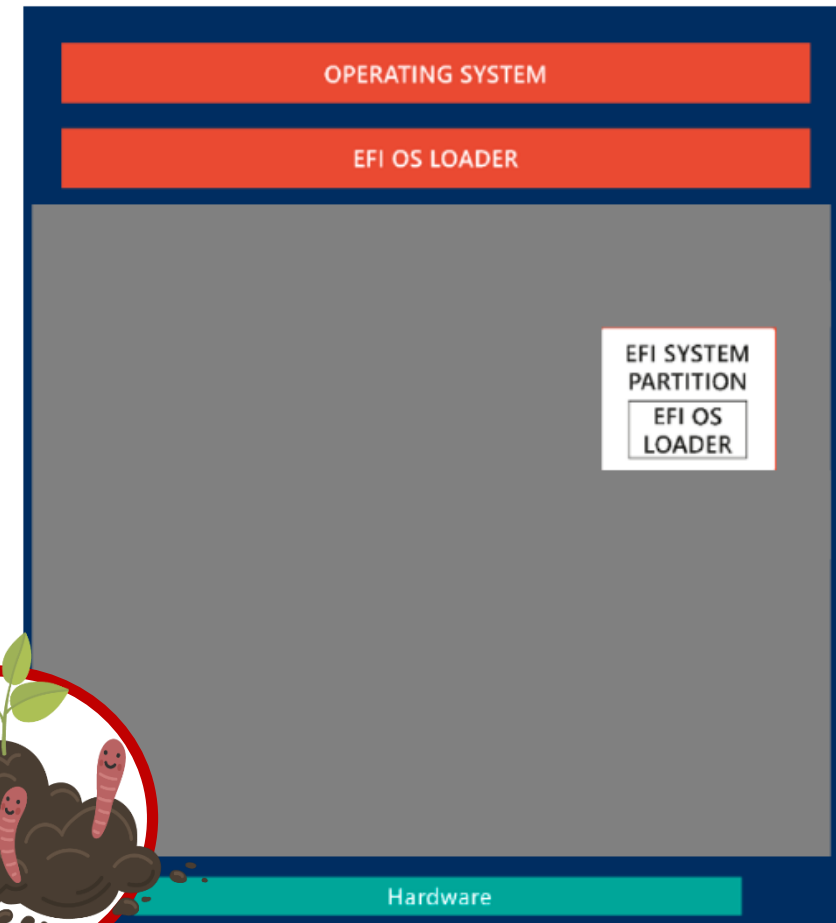 OPERATING SYSTEM
EFI OS LOADER
EFI SYSTEM
PARTITION
EFI OS
LOADER
Hardware